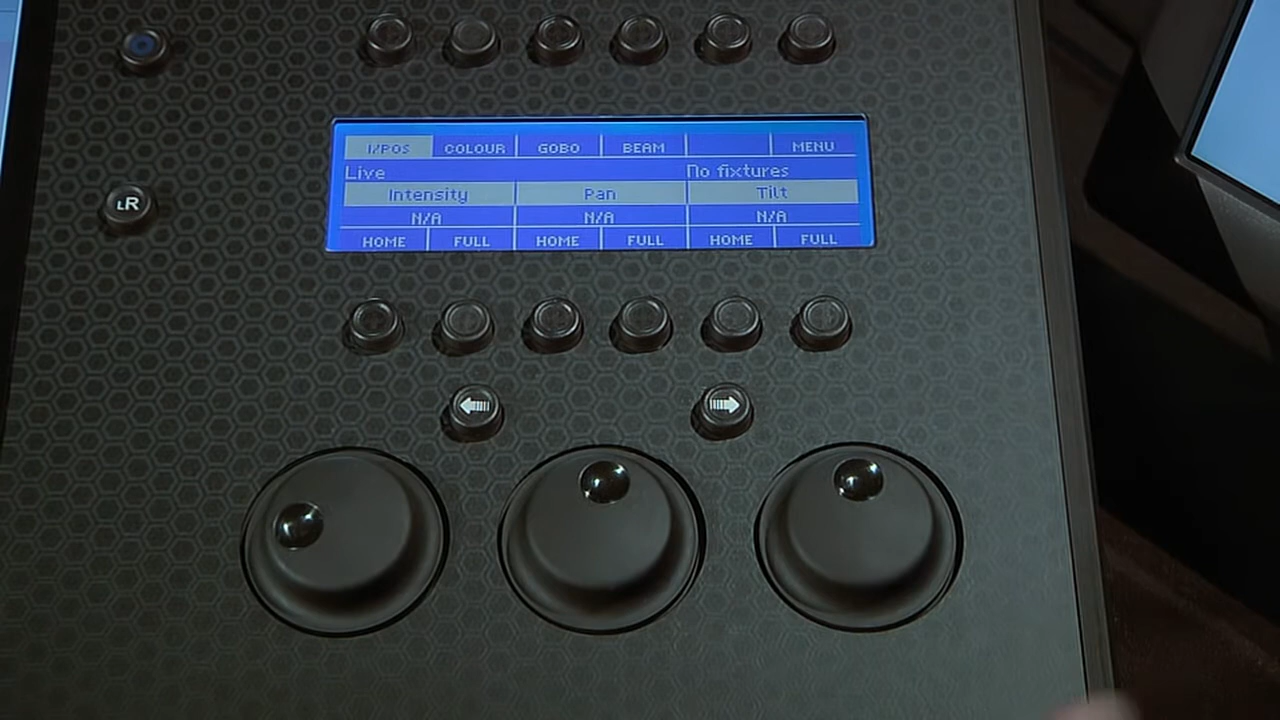 I/POS COLOUR GOBO BEAM MENU
Live No fixtures
LR
Intensity Pan Tilt
N/A N/A N/A
HOME FULL HOME FULL HOME FULL